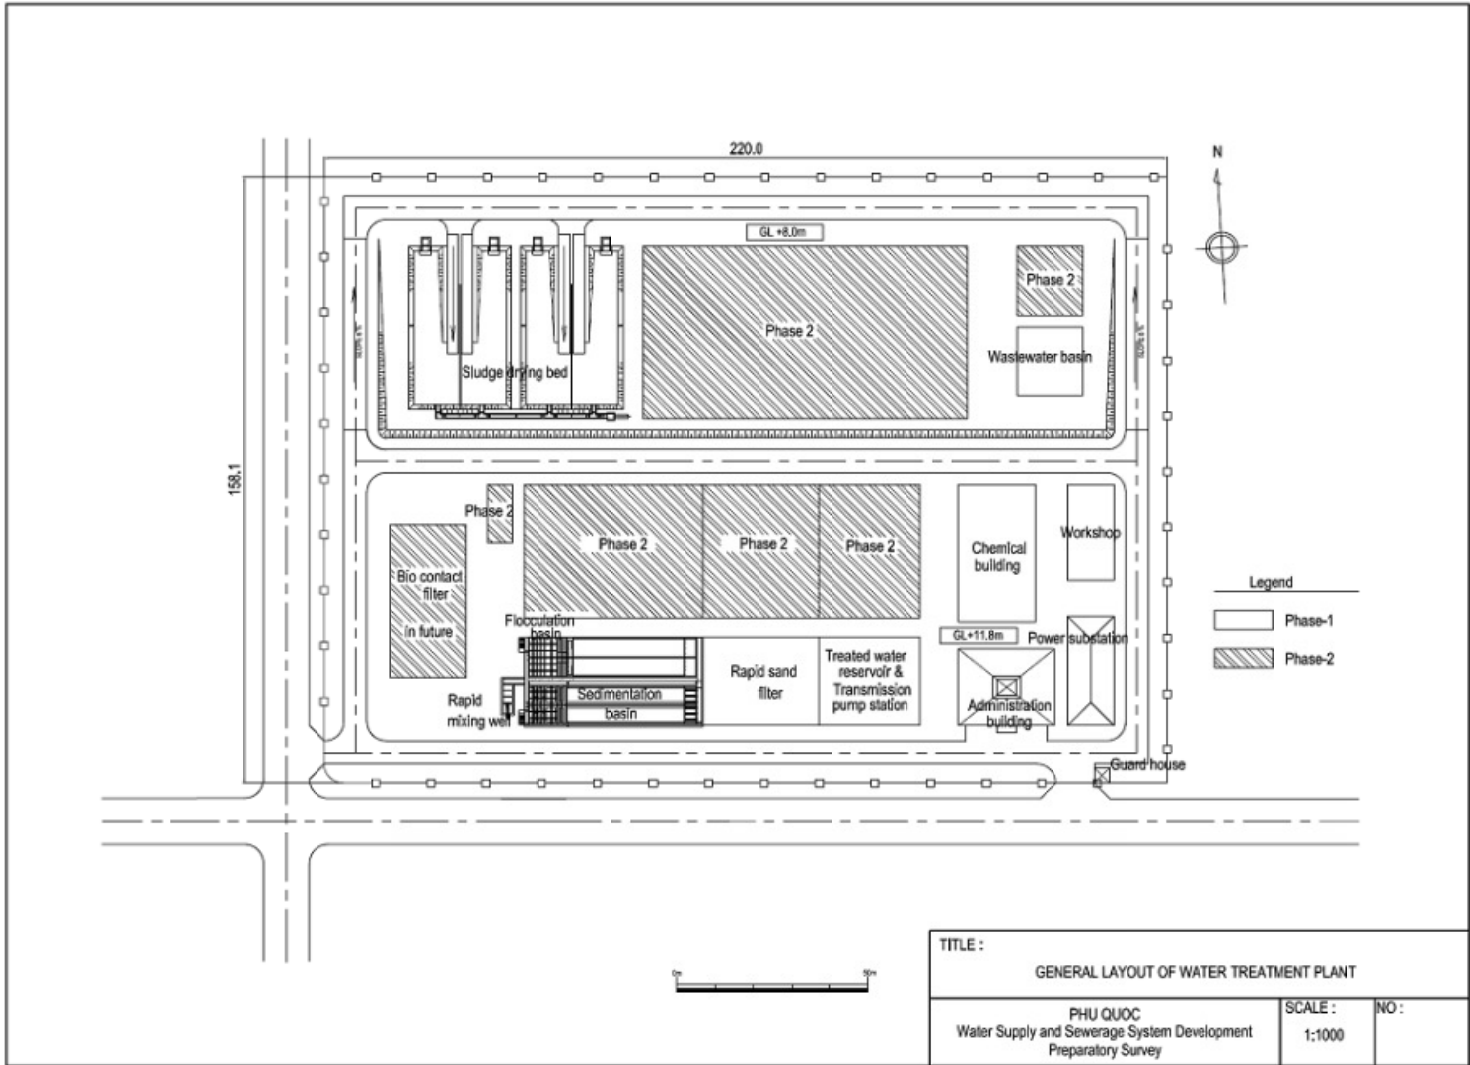 220.0
N
GL +8.0m
Phase 2
Phase 2
Wastewater basin
Sludge drying bed
158.1
Phase 2
Phase 2
Phase 2
Phase 2
Chemical
building
Workshop
Bio contact
filter
in future
Legend
Phase-1
Phase-2
Flocculation
basin
GL+11.8m
Power substation
Rapid sand
filter
Treated water
reservoir &
Transmission
pump station
Rapid
mixing well
Sedimentation
basin
Administration
building
Guard house
0m
50m
TITLE :
GENERAL LAYOUT OF WATER TREATMENT PLANT
PHU QUOC
Water Supply and Sewerage System Development
Preparatory Survey
SCALE :
1:1000
NO :